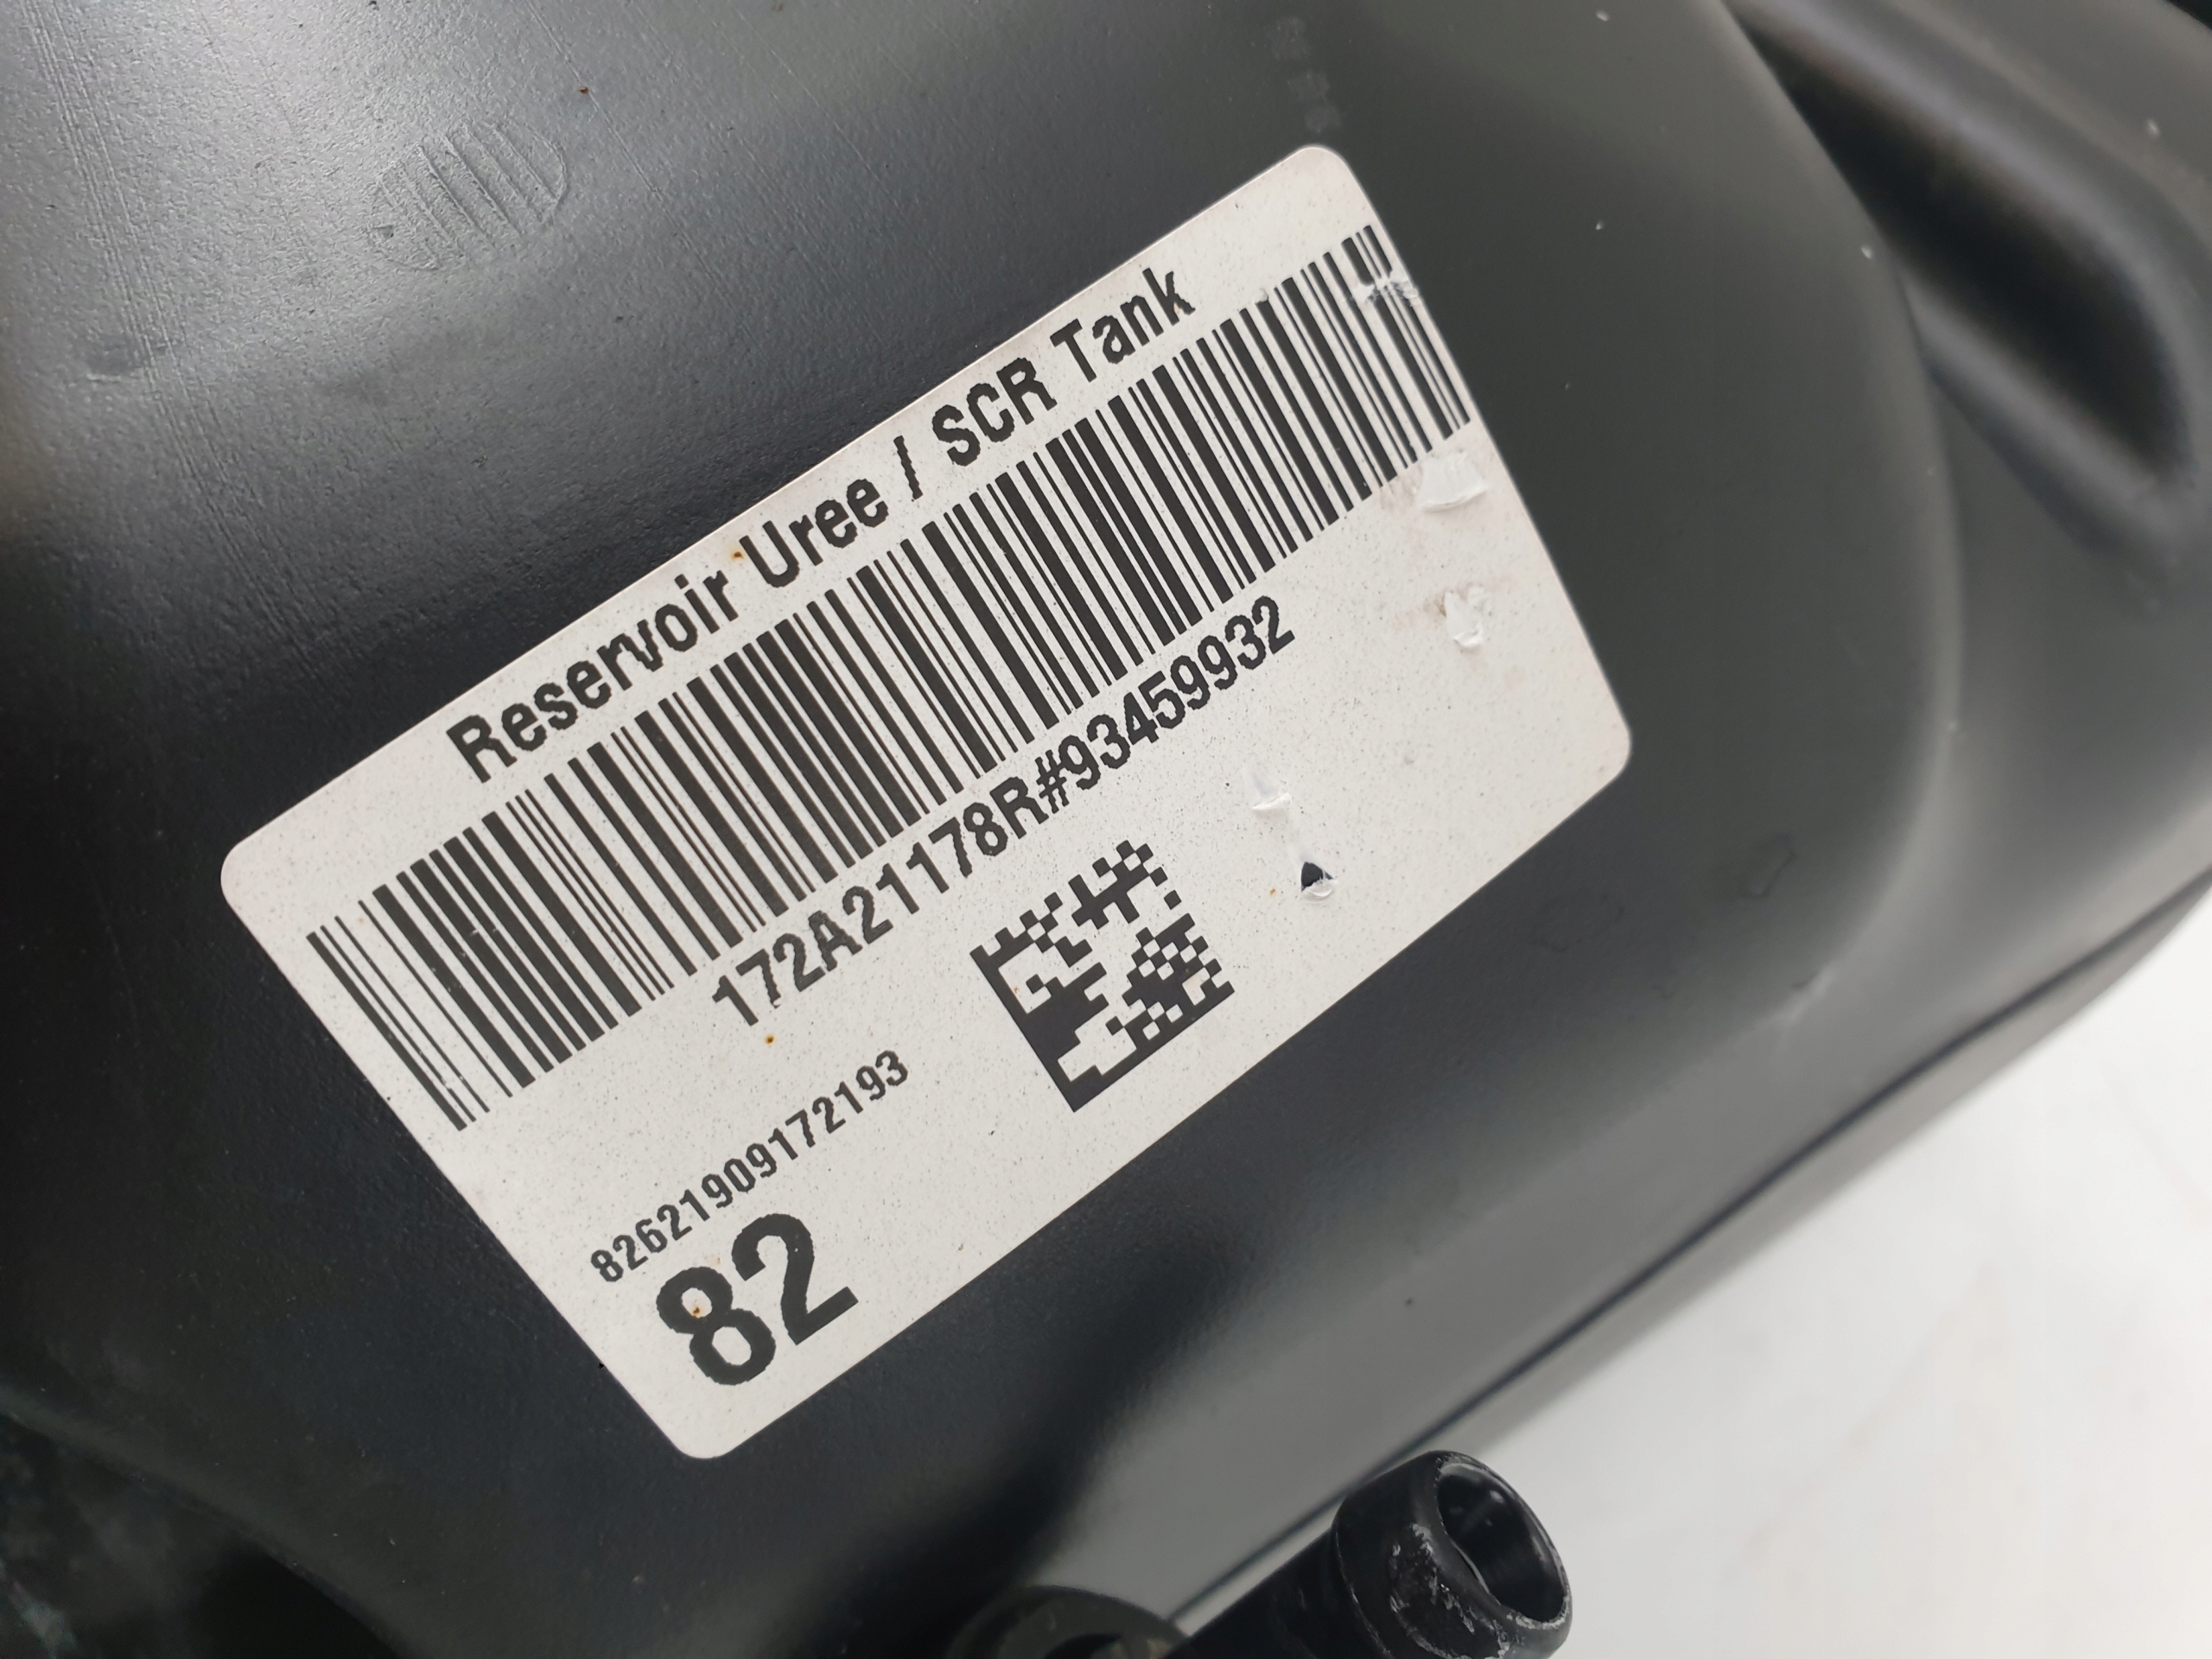 Reservoir Uree / SCR Tank
172A21178R#93459932
82621909172193
82